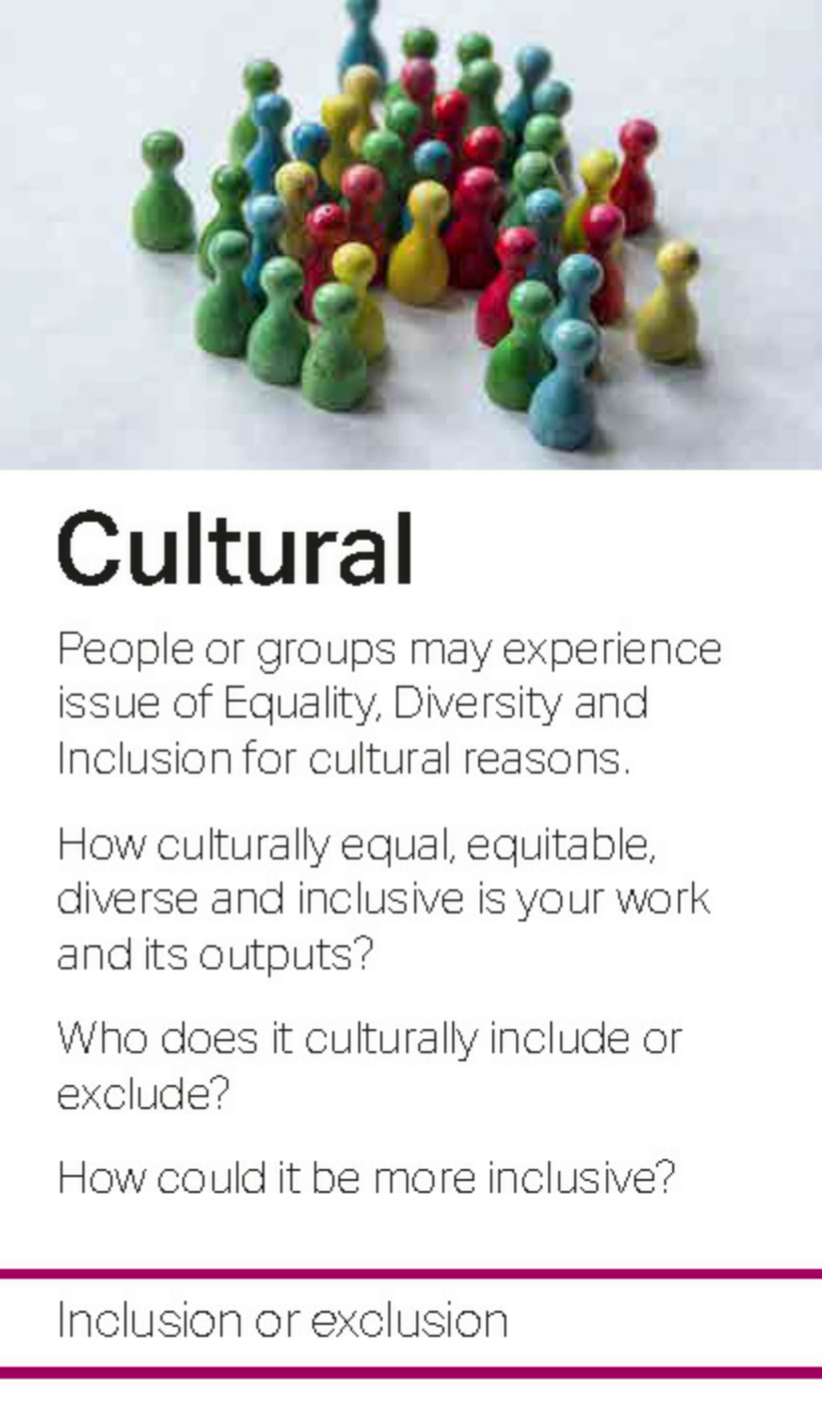 Cultural
People or groups may experience
issue of Equality, Diversity and
Inclusion for cultural reasons.
How culturally equal, equitable,
diverse and inclusive is your work
and its outputs?
Who does it culturally include or
exclude?
How could it be more inclusive?
Inclusion or exclusion